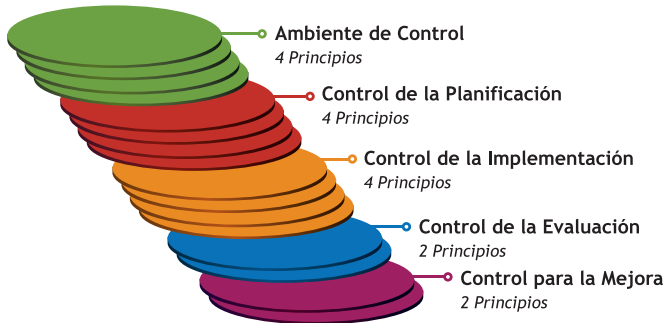 Ambiente de Control
4 Principios
Control de la Planificación
4 Principios
Control de la Implementación
4 Principios
Control de la Evaluación
2 Principios
Control para la Mejora
2 Principios